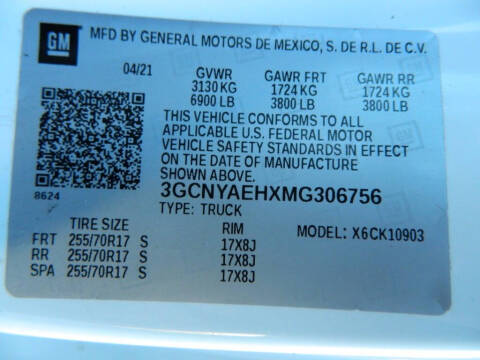 GM MFD BY GENERAL MOTORS DE MEXICO, S. DE R.L. DE C.V.
04/21 GVWR GAWR FRT GAWR RR
3130 KG 1724 KG 1724 KG
6900 LB 3800 LB 3800 LB
THIS VEHICLE CONFORMS TO ALL
APPLICABLE U.S. FEDERAL MOTOR
VEHICLE SAFETY STANDARDS IN EFFECT
ON THE DATE OF MANUFACTURE
SHOWN ABOVE.
8624 3GCNYAEHXMG306756
TYPE: TRUCK MODEL: X6CK10903
TIRE SIZE RIM
FRT 255/70R17 S 17X8J
RR 255/70R17 S 17X8J
SPA 255/70R17 S 17X8J